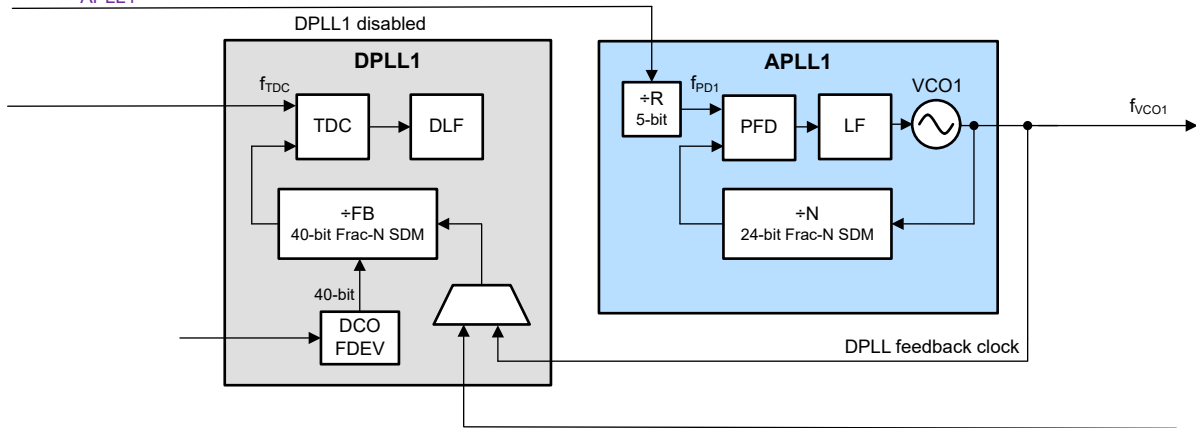 APLL1
DPLL1 disabled
DPLL1
APLL1
fTDC
TDC
DLF
÷R
5-bit
fPD1
PFD
LF
VCO1
fVCO1
÷FB
40-bit Frac-N SDM
÷N
24-bit Frac-N SDM
40-bit
DCO
FDEV
DPLL feedback clock